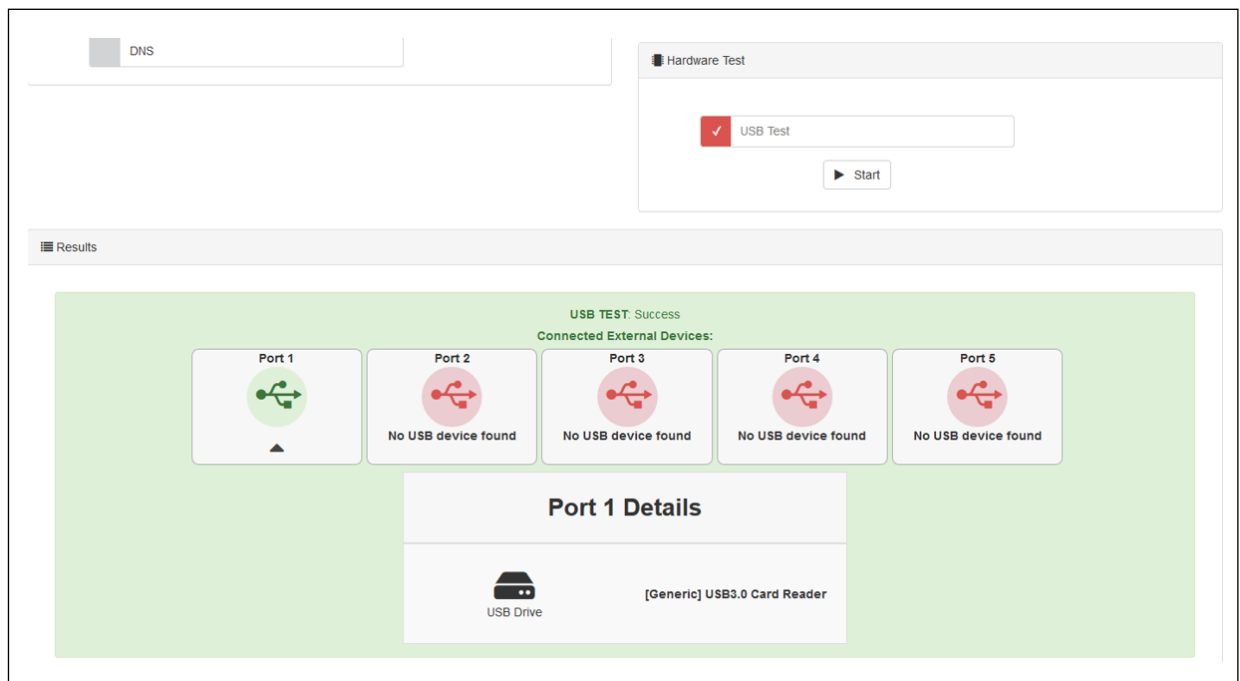 DNS
Hardware Test
USB Test
Start
Results
USB TEST: Success
Connected External Devices:
Port 1 Port 2 Port 3 Port 4 Port 5
No USB device found No USB device found No USB device found No USB device found
Port 1 Details
[Generic] USB3.0 Card Reader
USB Drive